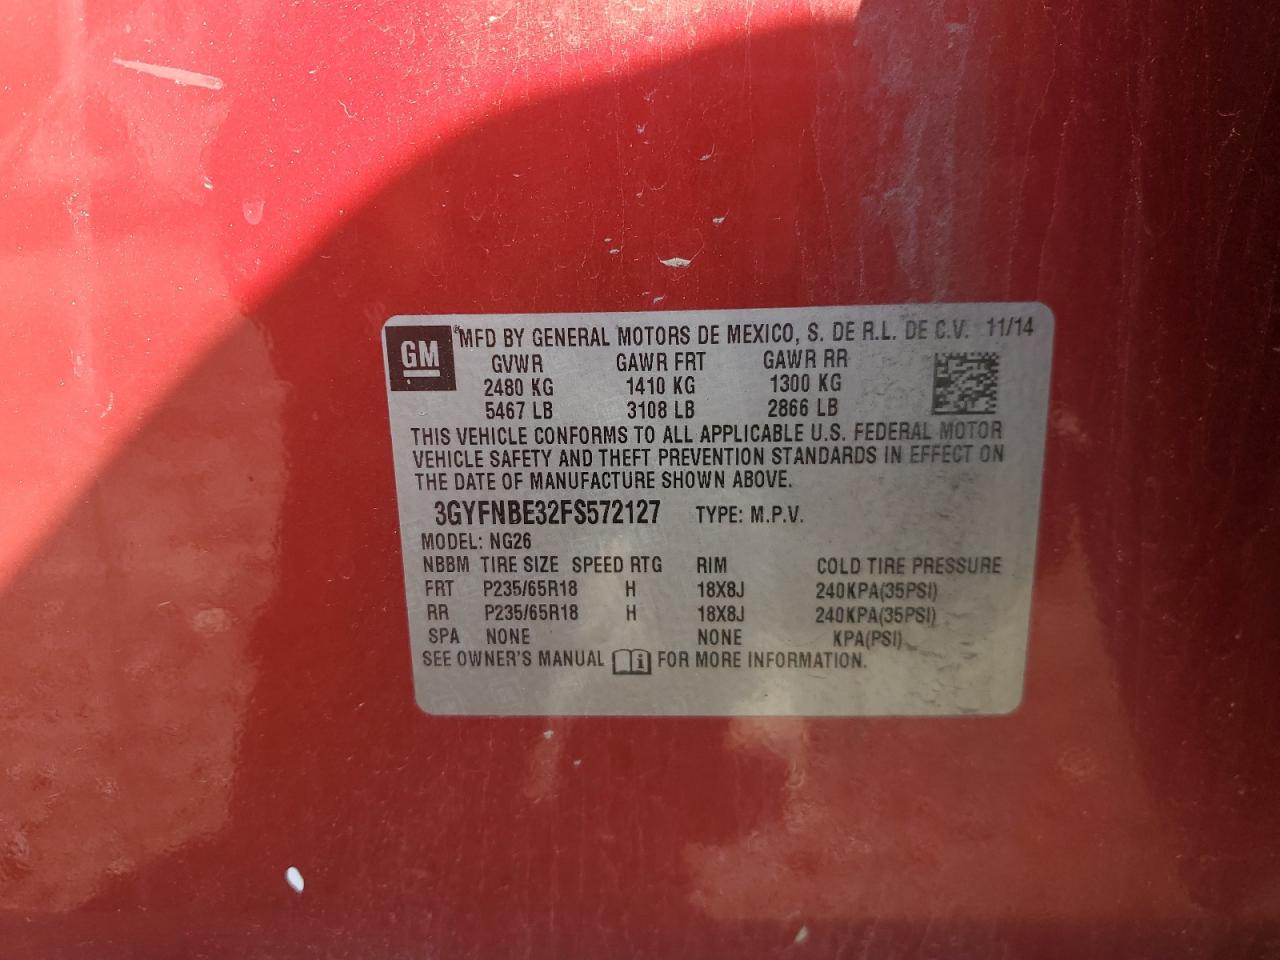 GM
MFD BY GENERAL MOTORS DE MEXICO, S. DE R.L. DE C.V. 11/14
GVWR GAWR FRT GAWR RR
2480 KG 1410 KG 1300 KG
5467 LB 3108 LB 2866 LB
THIS VEHICLE CONFORMS TO ALL APPLICABLE U.S. FEDERAL MOTOR
VEHICLE SAFETY AND THEFT PREVENTION STANDARDS IN EFFECT ON
THE DATE OF MANUFACTURE SHOWN ABOVE.
3GYFNBE32FS572127 TYPE: M.P.V.
MODEL: NG26
NBBM TIRE SIZE SPEED RTG RIM COLD TIRE PRESSURE
FRT P235/65R18 H 18X8J 240KPA(35PSI)
RR P235/65R18 H 18X8J 240KPA(35PSI)
SPA NONE NONE KPA(PSI)
SEE OWNER'S MANUAL i FOR MORE INFORMATION.